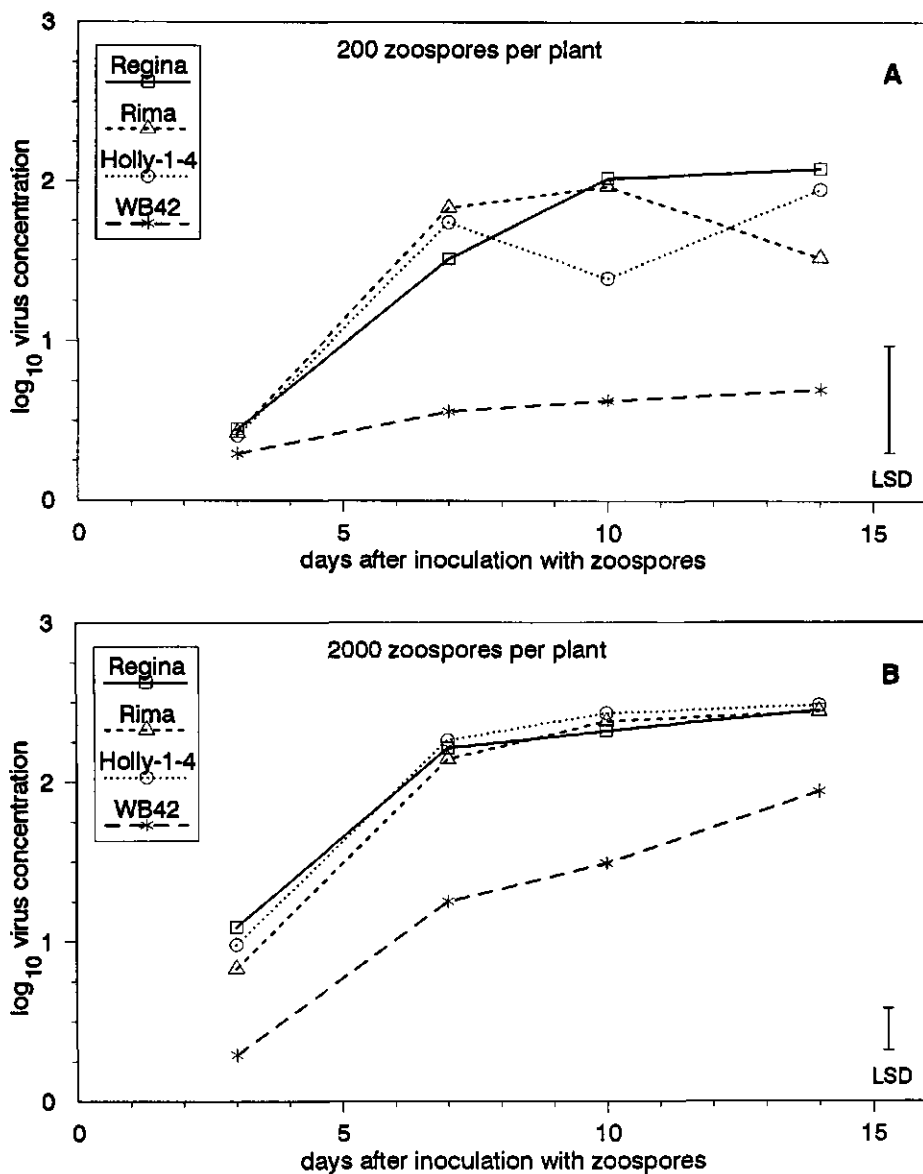 200 zoospores per plant
A
Regina
Rima
Holly-1-4
WB42
log10 virus concentration
3
2
1
0
LSD
0 5 10 15
days after inoculation with zoospores
2000 zoospores per plant
B
Regina
Rima
Holly-1-4
WB42
log10 virus concentration
3
2
1
0
LSD
0 5 10 15
days after inoculation with zoospores